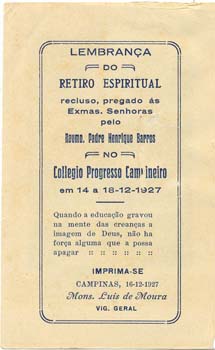 LEMBRANÇA
DO
RETIRO ESPIRITUAL
recluso, pregado ás
Exmas. Senhoras
pelo
Revmo. Padre Henrique Barros
NO
Collegio Progresso Campineiro
em 14 a 18-12-1927
Quando a educação gravou
na mente das creanças a
imagem de Deus, não ha
força alguma que a possa
apagar :: :: :: :: :: ::
IMPRIMA-SE
CAMPINAS, 16-12-1927
Mons. Luis de Moura
VIG. GERAL